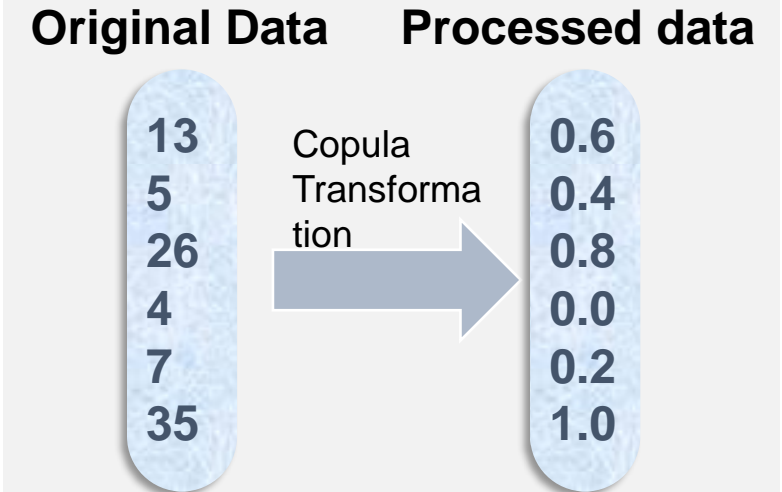 Original Data
Processed data
13
5
26
4
7
35
Copula
Transforma
tion
0.6
0.4
0.8
0.0
0.2
1.0